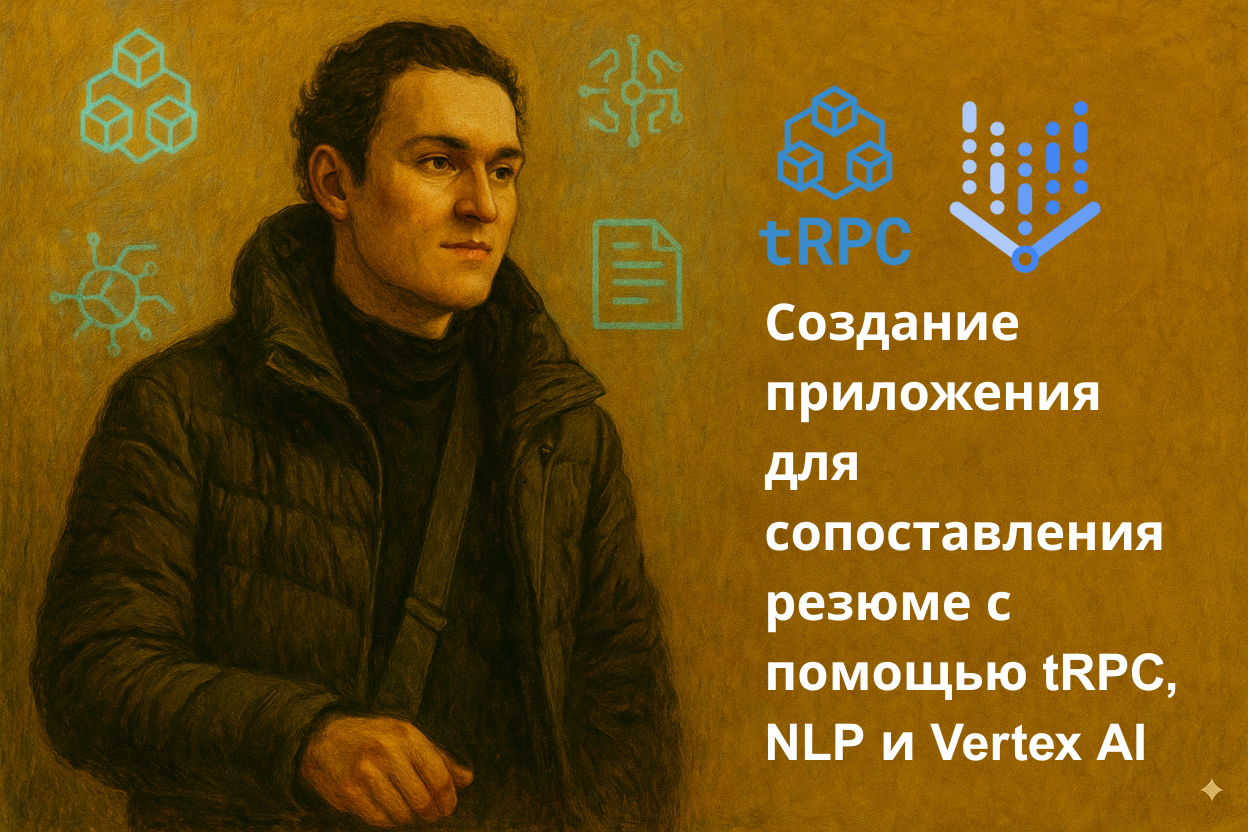 tRPC
Создание
приложения
для
сопоставления
резюме с
помощью tRPC,
NLP и Vertex AI